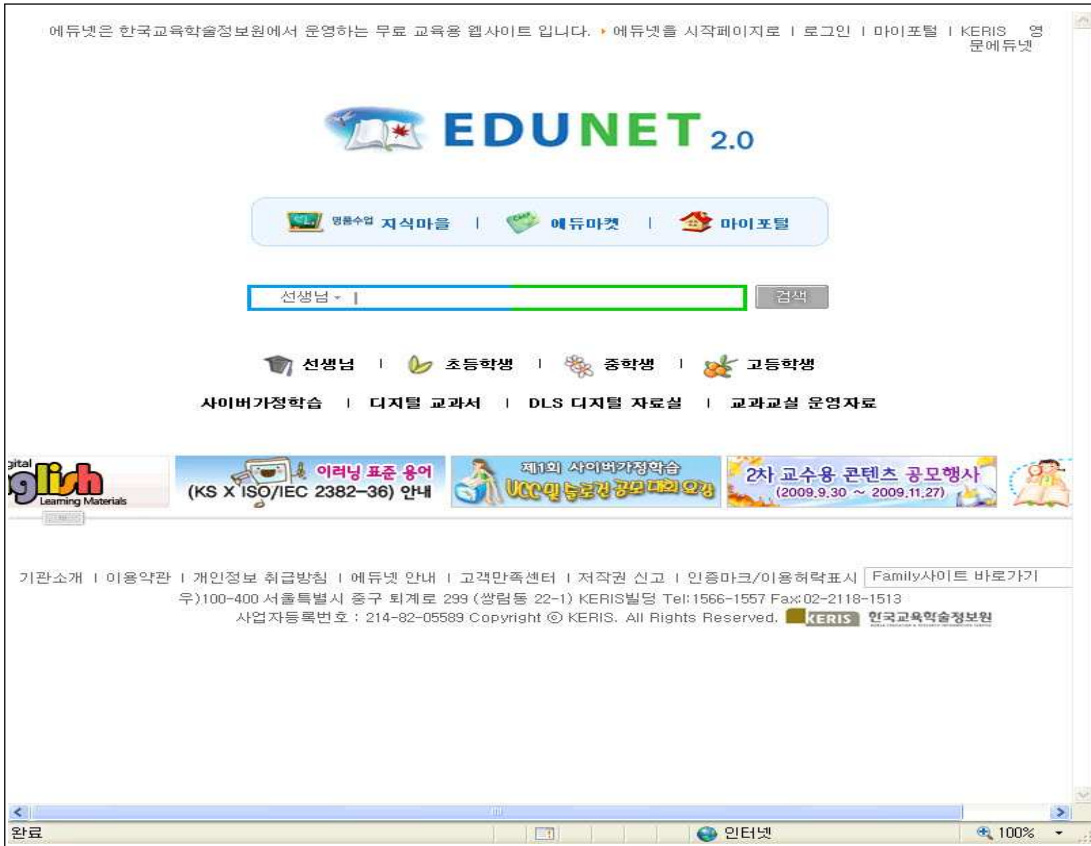 에듀넷은 한국교육학술정보원에서 운영하는 무료 교육용 웹사이트 입니다. 에듀넷을 시작페이지로 | 로그인 | 마이포털 | KERIS 영
문에듀넷
EDUNET 2.0
명품수업 지식마을 | 에듀마켓 | 마이포털
선생님 검색
선생님 | 초등학생 | 중학생 | 고등학생
사이버가정학습 | 디지털 교과서 | DLS 디지털 자료실 | 교과교실 운영자료
glish
Learning Materials
이러닝 표준 용어
(KS X ISO/IEC 2382-36) 안내
제1회 사이버가정학습
UCC및 능로건 공모 대회 요강
2차 교수용 콘텐츠 공모행사
(2009.9.30 ~ 2009.11.27)
기관소개 | 이용약관 | 개인정보 취급방침 | 에듀넷 안내 | 고객만족센터 | 저작권 신고 | 인증마크/이용허락표시 Family사이트 바로가기
우)100-400 서울특별시 중구 퇴계로 299 (쌍림동 22-1) KERIS빌딩 Tel:1566-1557 Fax:02-2118-1513
사업자등록번호 : 214-82-05589 Copyright ⓒ KERIS. All Rights Reserved. KERIS 한국교육학술정보원
완료 인터넷 100%